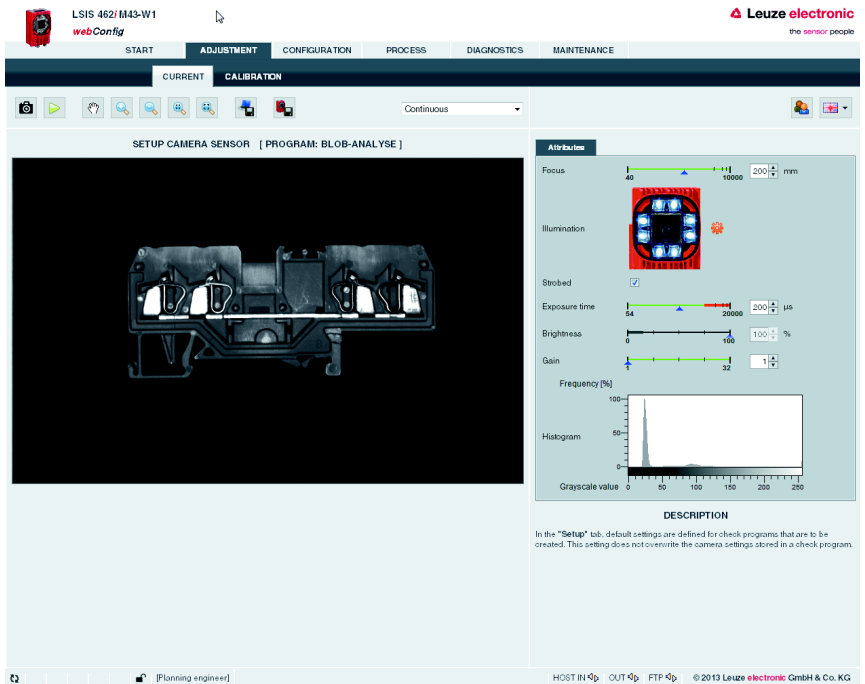 LSIS 462i M43-W1
webConfig
Leuze electronic
the sensor people
START ADJUSTMENT CONFIGURATION PROCESS DIAGNOSTICS MAINTENANCE
CURRENT CALIBRATION
Continuous
SETUP CAMERA SENSOR [ PROGRAM: BLOB-ANALYSE ]
Attributes
Focus 40 10000 200 mm
Illumination
Strobed
Exposure time 54 20000 200 µs
Brightness 0 100 100 %
Gain 1 32 1
Frequency [%]
100
50
Histogram
0
Grayscale value 0 50 100 150 200 250
DESCRIPTION
In the "Setup" tab, default settings are defined for check programs that are to be
created. This setting does not overwrite the camera settings stored in a check program.
[Planning engineer] HOST IN OUT FTP © 2013 Leuze electronic GmbH & Co. KG